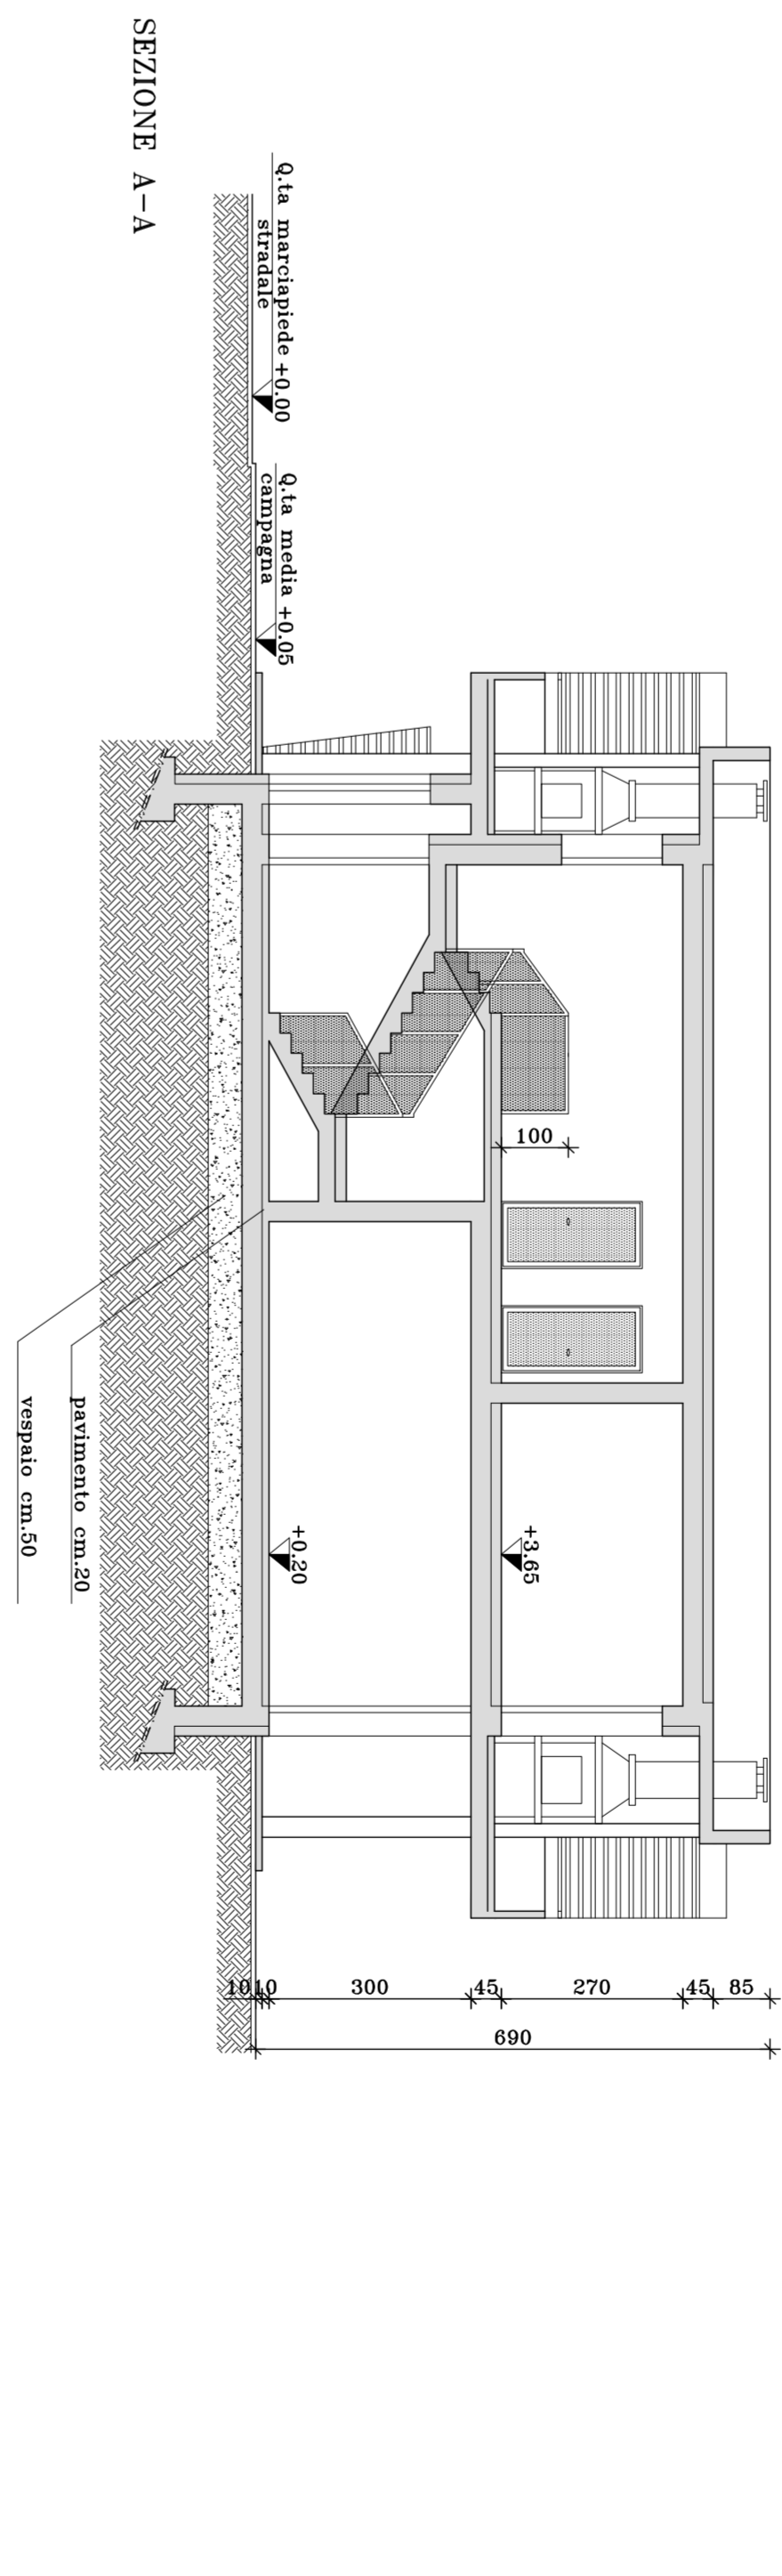 +3.65
100
Q.ta marciapiede +0.00
stradale
Q.ta media +0.05
campagna
+0.20
10 10 300 45 270 45 85
690
pavimento cm.20
vespaio cm.50
SEZIONE A-A